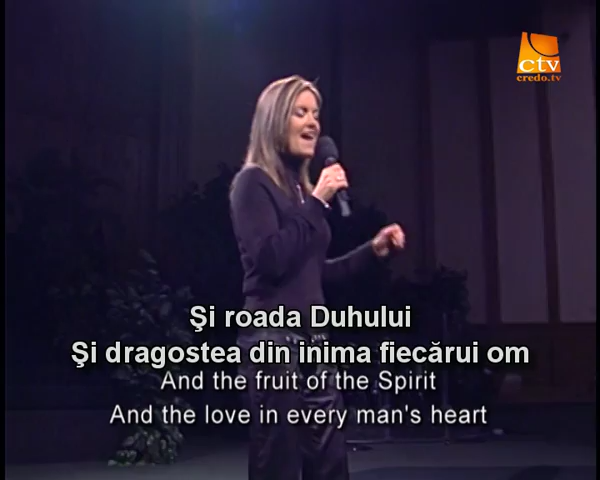 ctv
credo.tv
Şi roada Duhului
Şi dragostea din inima fiecărui om
And the fruit of the Spirit
And the love in every man's heart